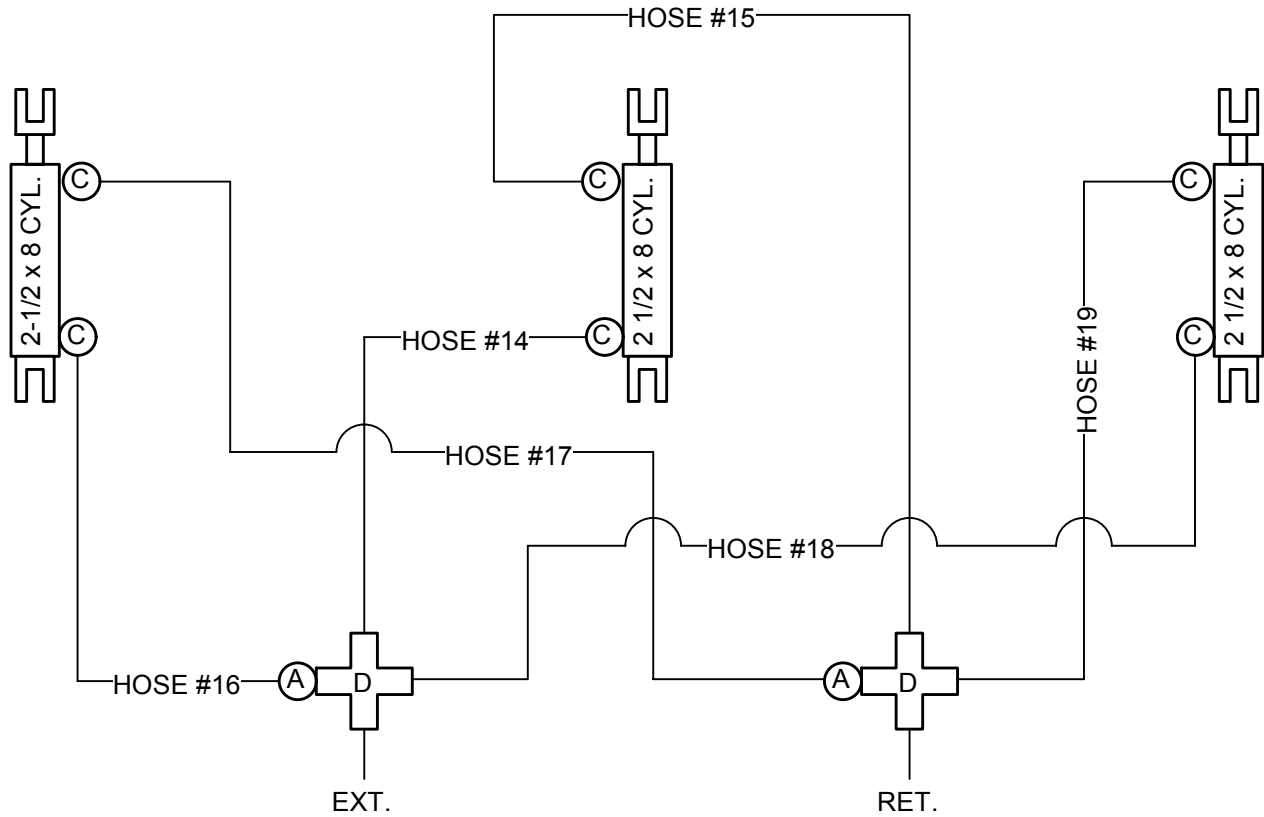 HOSE #15
C
C
C
2-1/2 x 8 CYL.
2 1/2 x 8 CYL.
2 1/2 x 8 CYL.
C
HOSE #14
C
C
HOSE #19
HOSE #17
HOSE #18
HOSE #16
A
D
A
D
EXT.
RET.